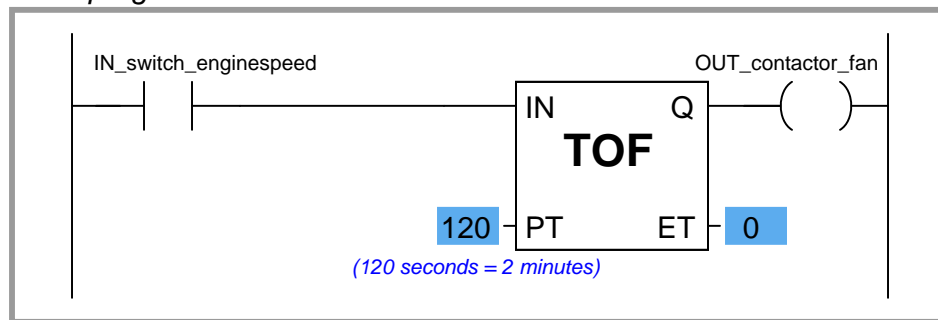 IN_switch_enginespeed
OUT_contactor_fan
IN Q
TOF
120 PT ET 0
(120 seconds = 2 minutes)